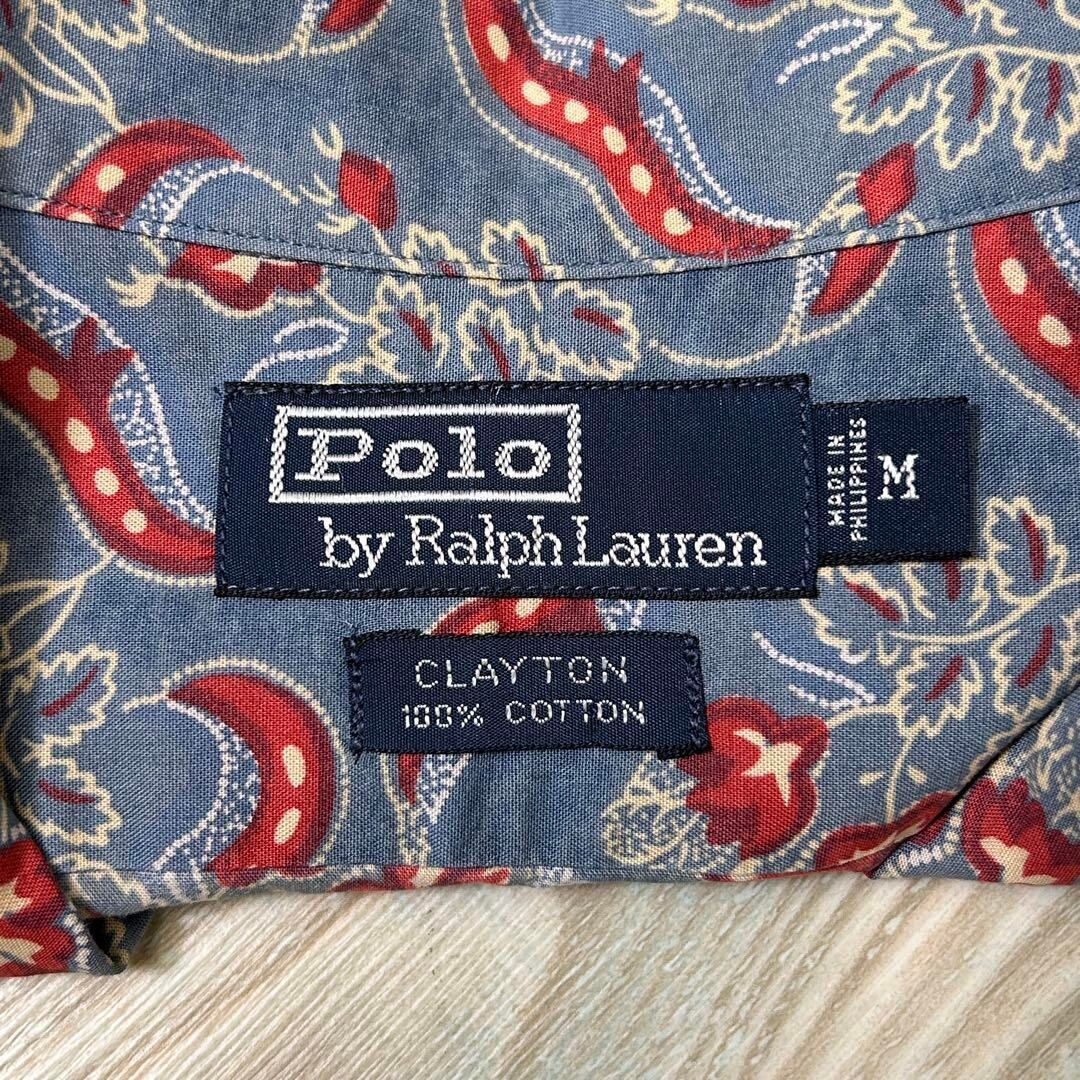 Polo
by Ralph Lauren
MADE IN
PHILIPPINES
M
CLAYTON
100% COTTON